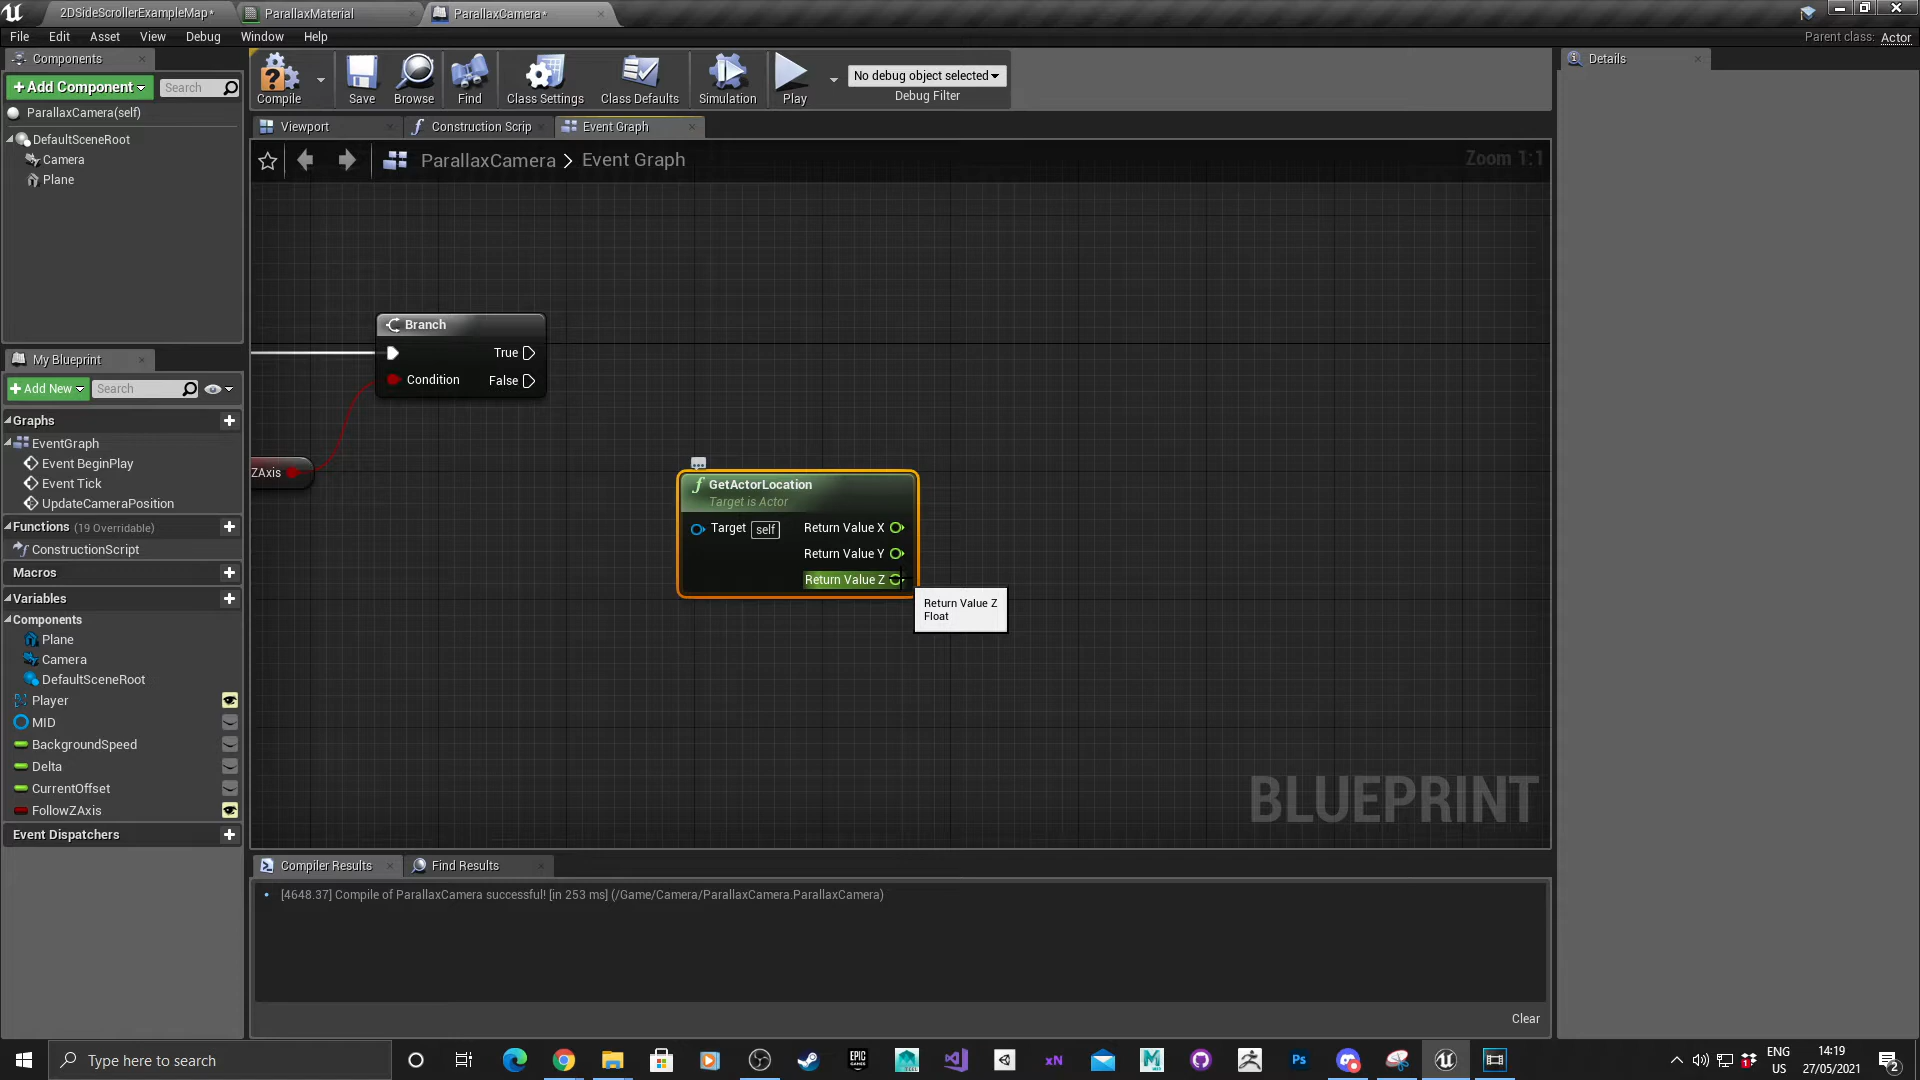 2DSideScrollerExampleMap*
ParallaxMaterial
ParallaxCamera*
File Edit Asset View Debug Window Help
Parent class: Actor
Components
+Add Component
Search
ParallaxCamera(self)
DefaultSceneRoot
Camera
Plane
Compile
Save
Browse
Find
Class Settings
Class Defaults
Simulation
Play
No debug object selected
Debug Filter
Details
Viewport
Construction Scrip
Event Graph
ParallaxCamera > Event Graph
Zoom 1:1
My Blueprint
+Add New
Search
Graphs
EventGraph
Event BeginPlay
Event Tick
UpdateCameraPosition
Functions (19 Overridable)
ConstructionScript
Macros
Variables
Components
Plane
Camera
DefaultSceneRoot
Player
MID
BackgroundSpeed
Delta
CurrentOffset
FollowZAxis
Event Dispatchers
Branch
True
Condition
False
ZAxis
GetActorLocation
Target is Actor
Target self
Return Value X
Return Value Y
Return Value Z
Return Value Z
Float
BLUEPRINT
Compiler Results
Find Results
[4648.37] Compile of ParallaxCamera successful! [in 253 ms] (/Game/Camera/ParallaxCamera.ParallaxCamera)
Clear
Type here to search
EPIC GAMES
xN
M
Ps
1
ENG
US
14:19
27/05/2021
2